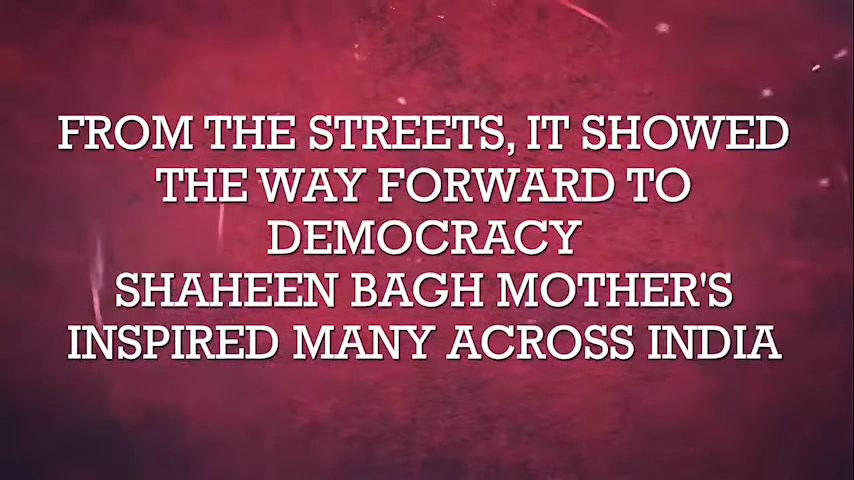 FROM THE STREETS, IT SHOWED
THE WAY FORWARD TO
DEMOCRACY
SHAHEEN BAGH MOTHER'S
INSPIRED MANY ACROSS INDIA